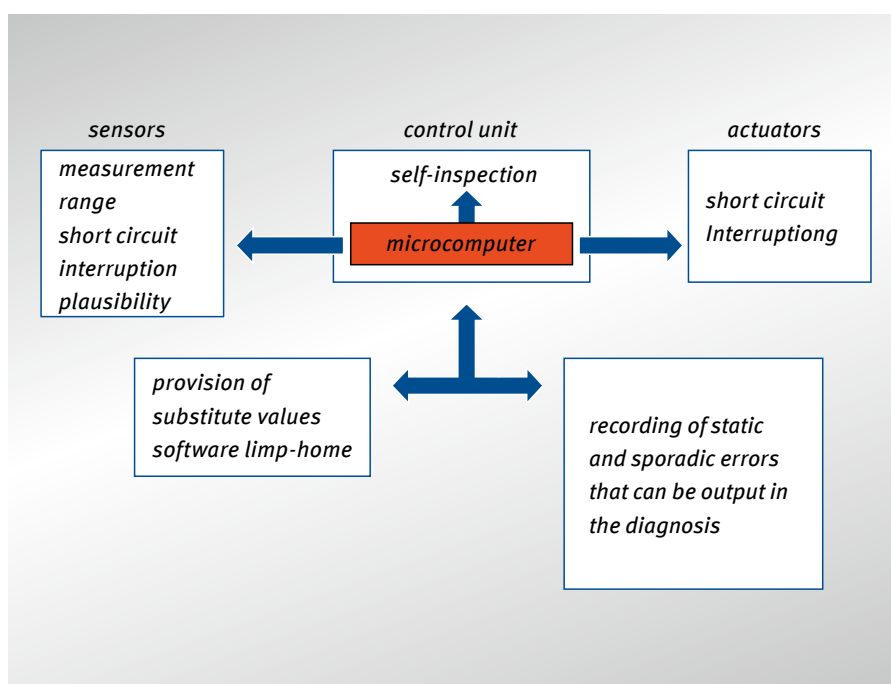 sensors
measurement
range
short circuit
interruption
plausibility
control unit
self-inspection
microcomputer
actuators
short circuit
Interruptiong
provision of
substitute values
software limp-home
recording of static
and sporadic errors
that can be output in
the diagnosis